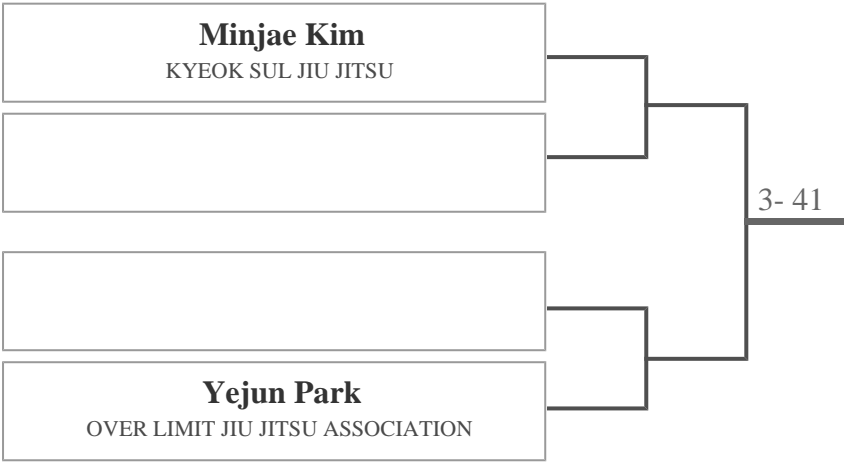 Minjae Kim
KYEOK SUL JIU JITSU
3- 41
Yejun Park
OVER LIMIT JIU JITSU ASSOCIATION